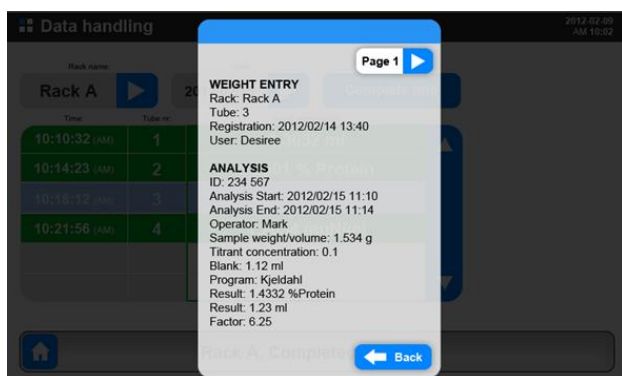 Data handling
2012-02-09
AM 10:02
Page 1
Rack name:
Rack A
WEIGHT ENTRY
Rack: Rack A
Tube: 3
Registration: 2012/02/14 13:40
User: Desiree
ANALYSIS
ID: 234 567
Analysis Start: 2012/02/15 11:10
Analysis End: 2012/02/15 11:14
Operator: Mark
Sample weight/volume: 1.534 g
Titrant concentration: 0.1
Blank: 1.12 ml
Program: Kjeldahl
Result: 1.4332 %Protein
Result: 1.23 ml
Factor: 6.25
Time Tube nr:
10:10:32 (AM) 1
10:14:23 (AM) 2 % Protein
10:18:12 (AM) 3
10:21:56 (AM) 4
Rack A, Complete
Back